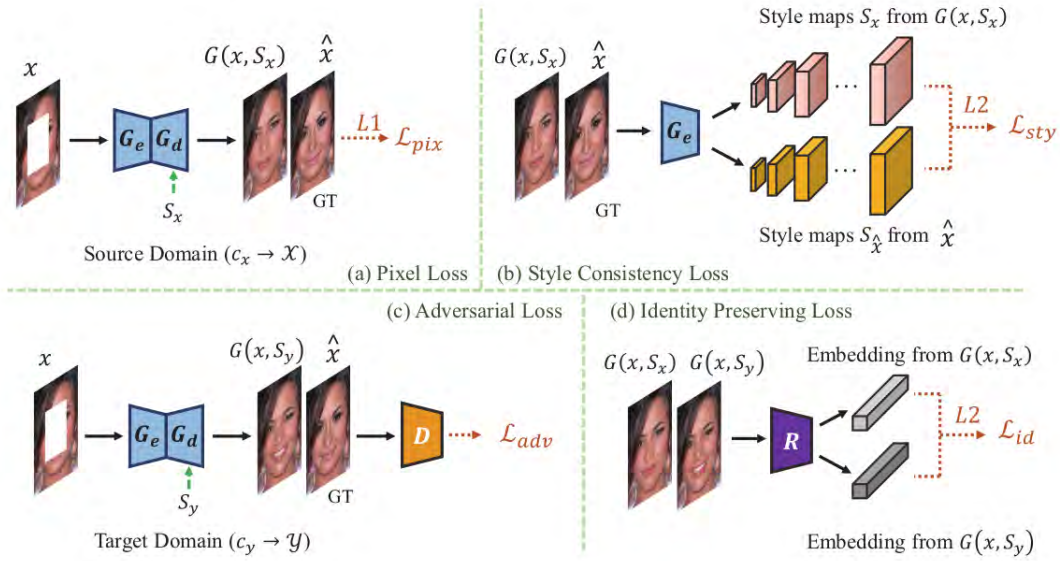 x
G_e G_d
S_x
G(x, S_x) x̂
GT
L1
ℒ_pix
Source Domain (c_x → 𝒳)
(a) Pixel Loss
Style maps S_x from G(x, S_x)
G(x, S_x) x̂
GT
G_e
...
...
L2
ℒ_sty
Style maps S_x̂ from x̂
(b) Style Consistency Loss
(c) Adversarial Loss
x
G_e G_d
S_y
G(x, S_y) x̂
GT
D
ℒ_adv
Target Domain (c_y → 𝒴)
(d) Identity Preserving Loss
G(x, S_x) G(x, S_y)
R
Embedding from G(x, S_x)
L2
ℒ_id
Embedding from G(x, S_y)